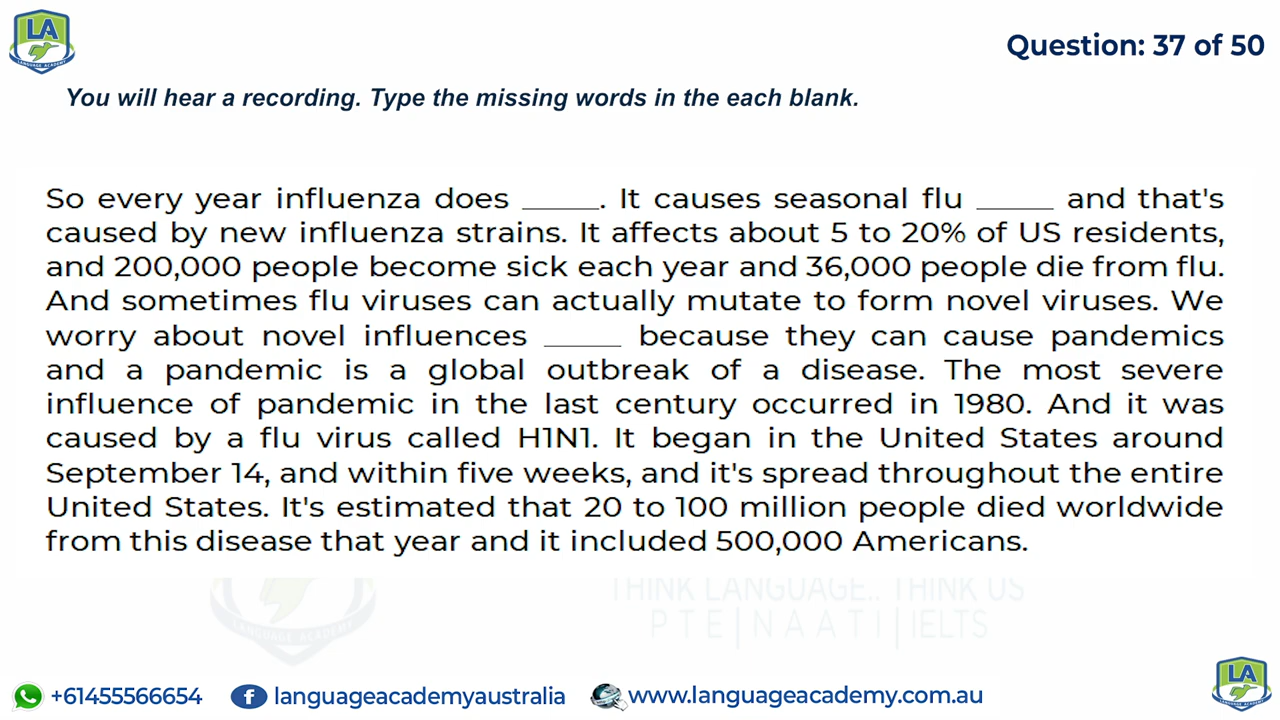 LA
LANGUAGE ACADEMY
Question: 37 of 50
You will hear a recording. Type the missing words in the each blank.
So every year influenza does _____. It causes seasonal flu _____ and that's
caused by new influenza strains. It affects about 5 to 20% of US residents,
and 200,000 people become sick each year and 36,000 people die from flu.
And sometimes flu viruses can actually mutate to form novel viruses. We
worry about novel influences _____ because they can cause pandemics
and a pandemic is a global outbreak of a disease. The most severe
influence of pandemic in the last century occurred in 1980. And it was
caused by a flu virus called H1N1. It began in the United States around
September 14, and within five weeks, and it's spread throughout the entire
United States. It's estimated that 20 to 100 million people died worldwide
from this disease that year and it included 500,000 Americans.
LANGUAGE ACADEMY
THINK LANGUAGE.. THINK US
PTE|NAATI|IELTS
+61455566654 languageacademyaustralia www.languageacademy.com.au
LA
LANGUAGE ACADEMY